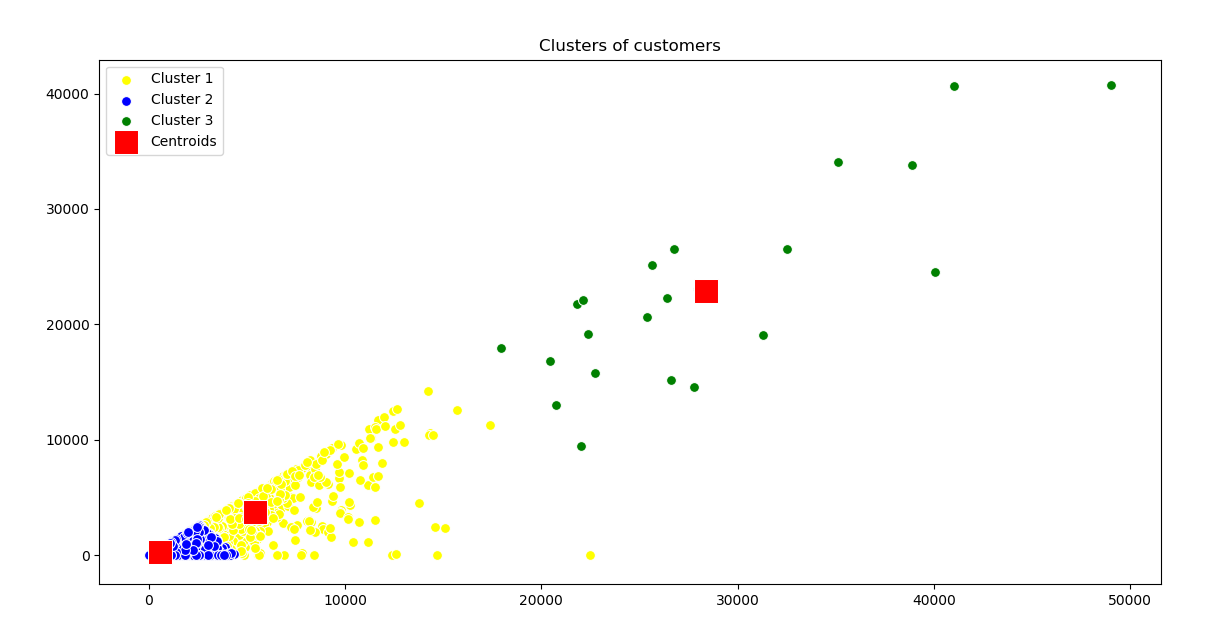 Clusters of customers
Cluster 1
Cluster 2
Cluster 3
Centroids
40000
30000
20000
10000
0
0 10000 20000 30000 40000 50000